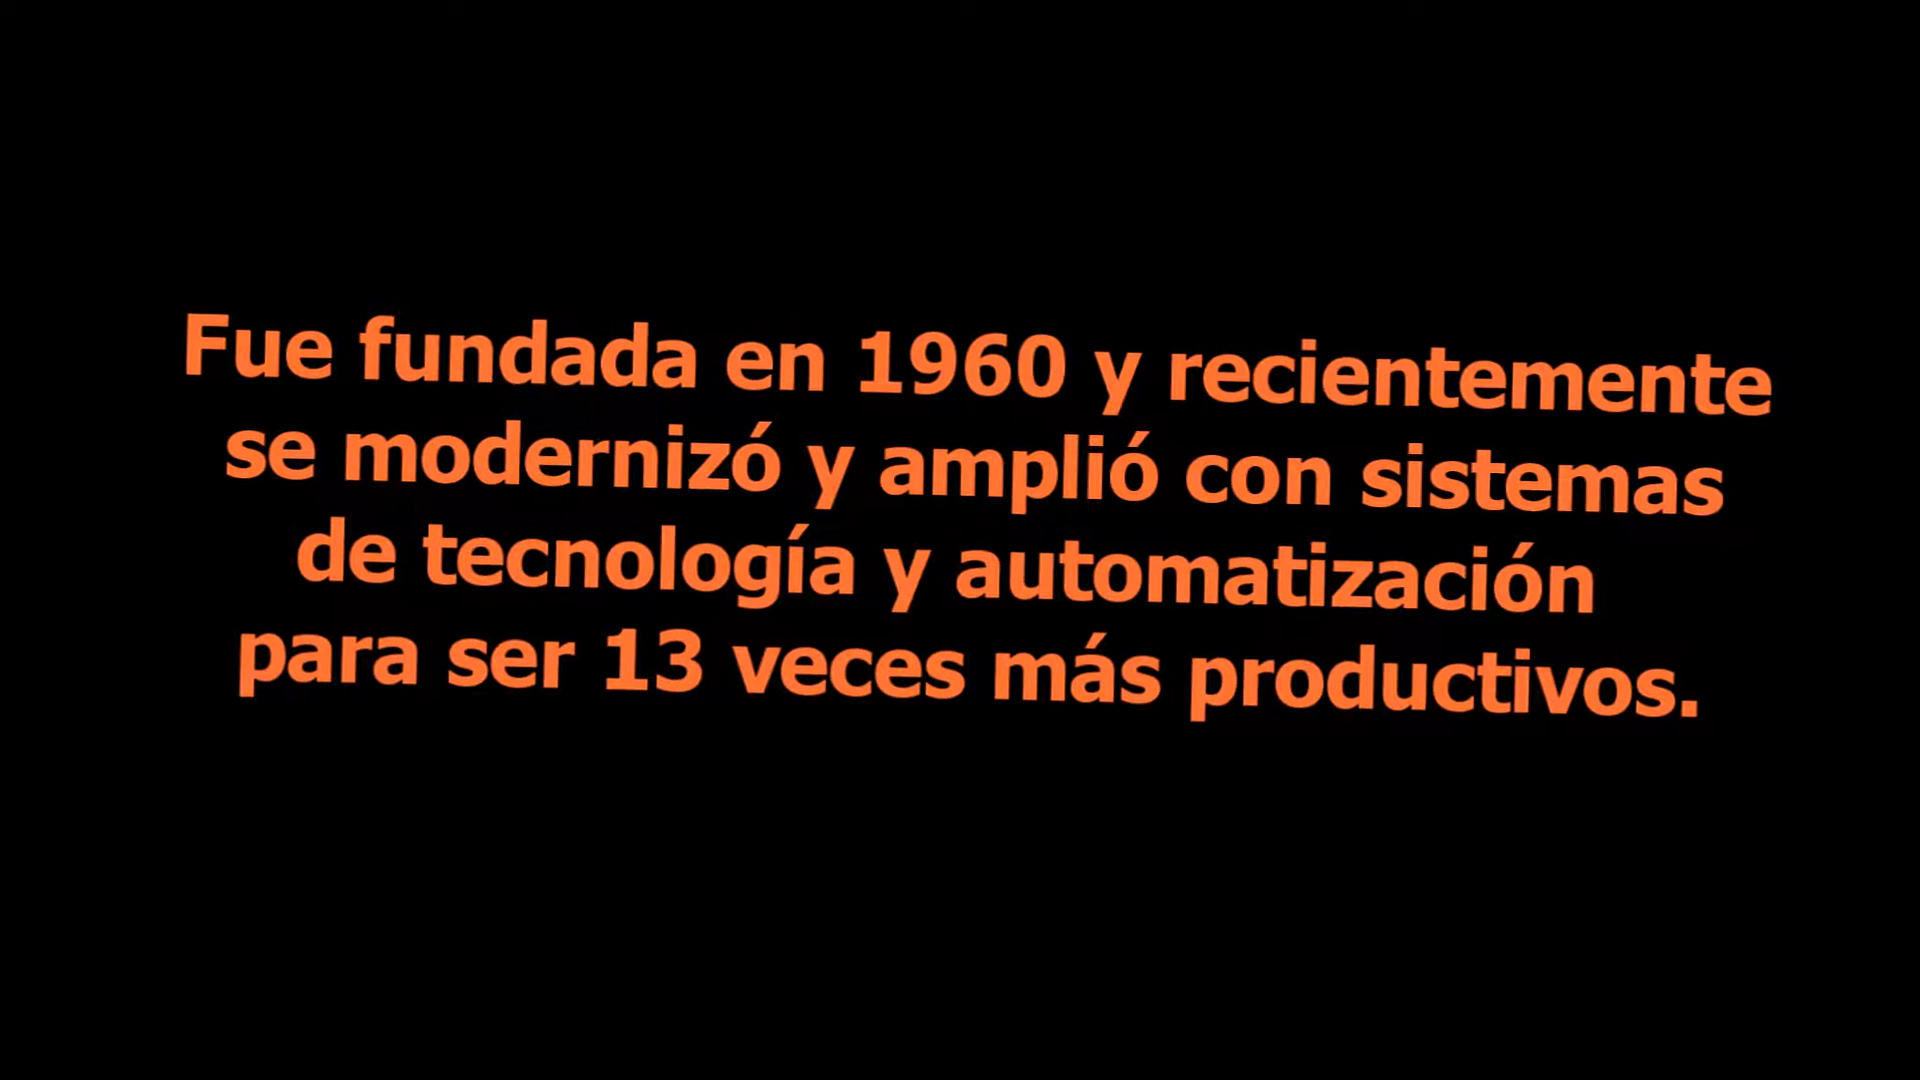 Fue fundada en 1960 y recientemente
se modernizó y amplió con sistemas
de tecnología y automatización
para ser 13 veces más productivos.